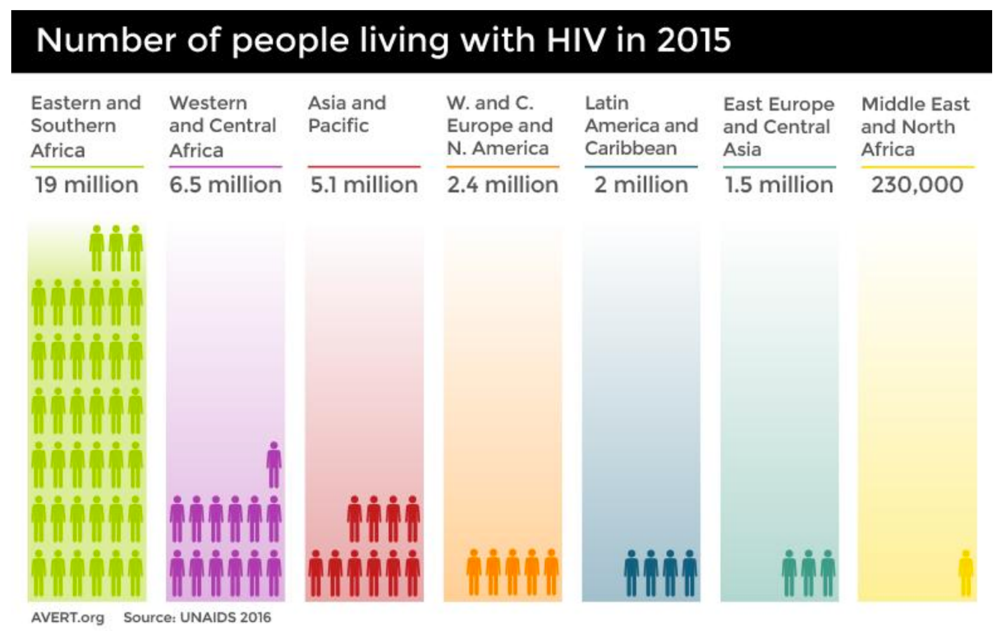 Number of people living with HIV in 2015
Eastern and
Southern
Africa
19 million
Western
and Central
Africa
6.5 million
Asia and
Pacific
5.1 million
W. and C.
Europe and
N. America
2.4 million
Latin
America and
Caribbean
2 million
East Europe
and Central
Asia
1.5 million
Middle East
and North
Africa
230,000
AVERT.org Source: UNAIDS 2016